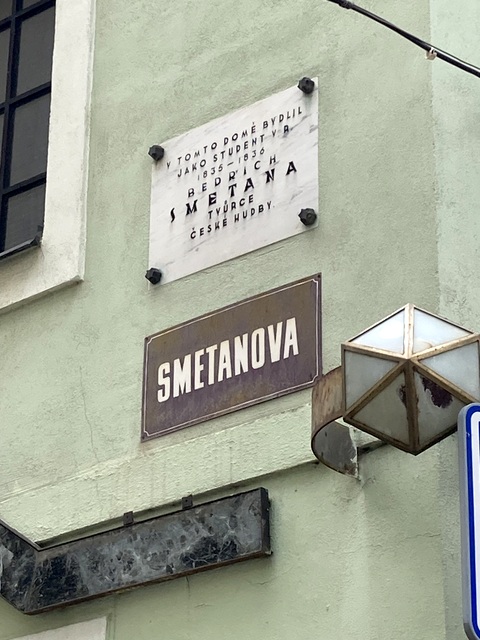 V TOMTO DOMĚ BYDLIL
JAKO STUDENT V R.
1835-1836
BEDŘICH
SMETANA
TVŮRCE
ČESKÉ HUDBY.
SMETANOVA